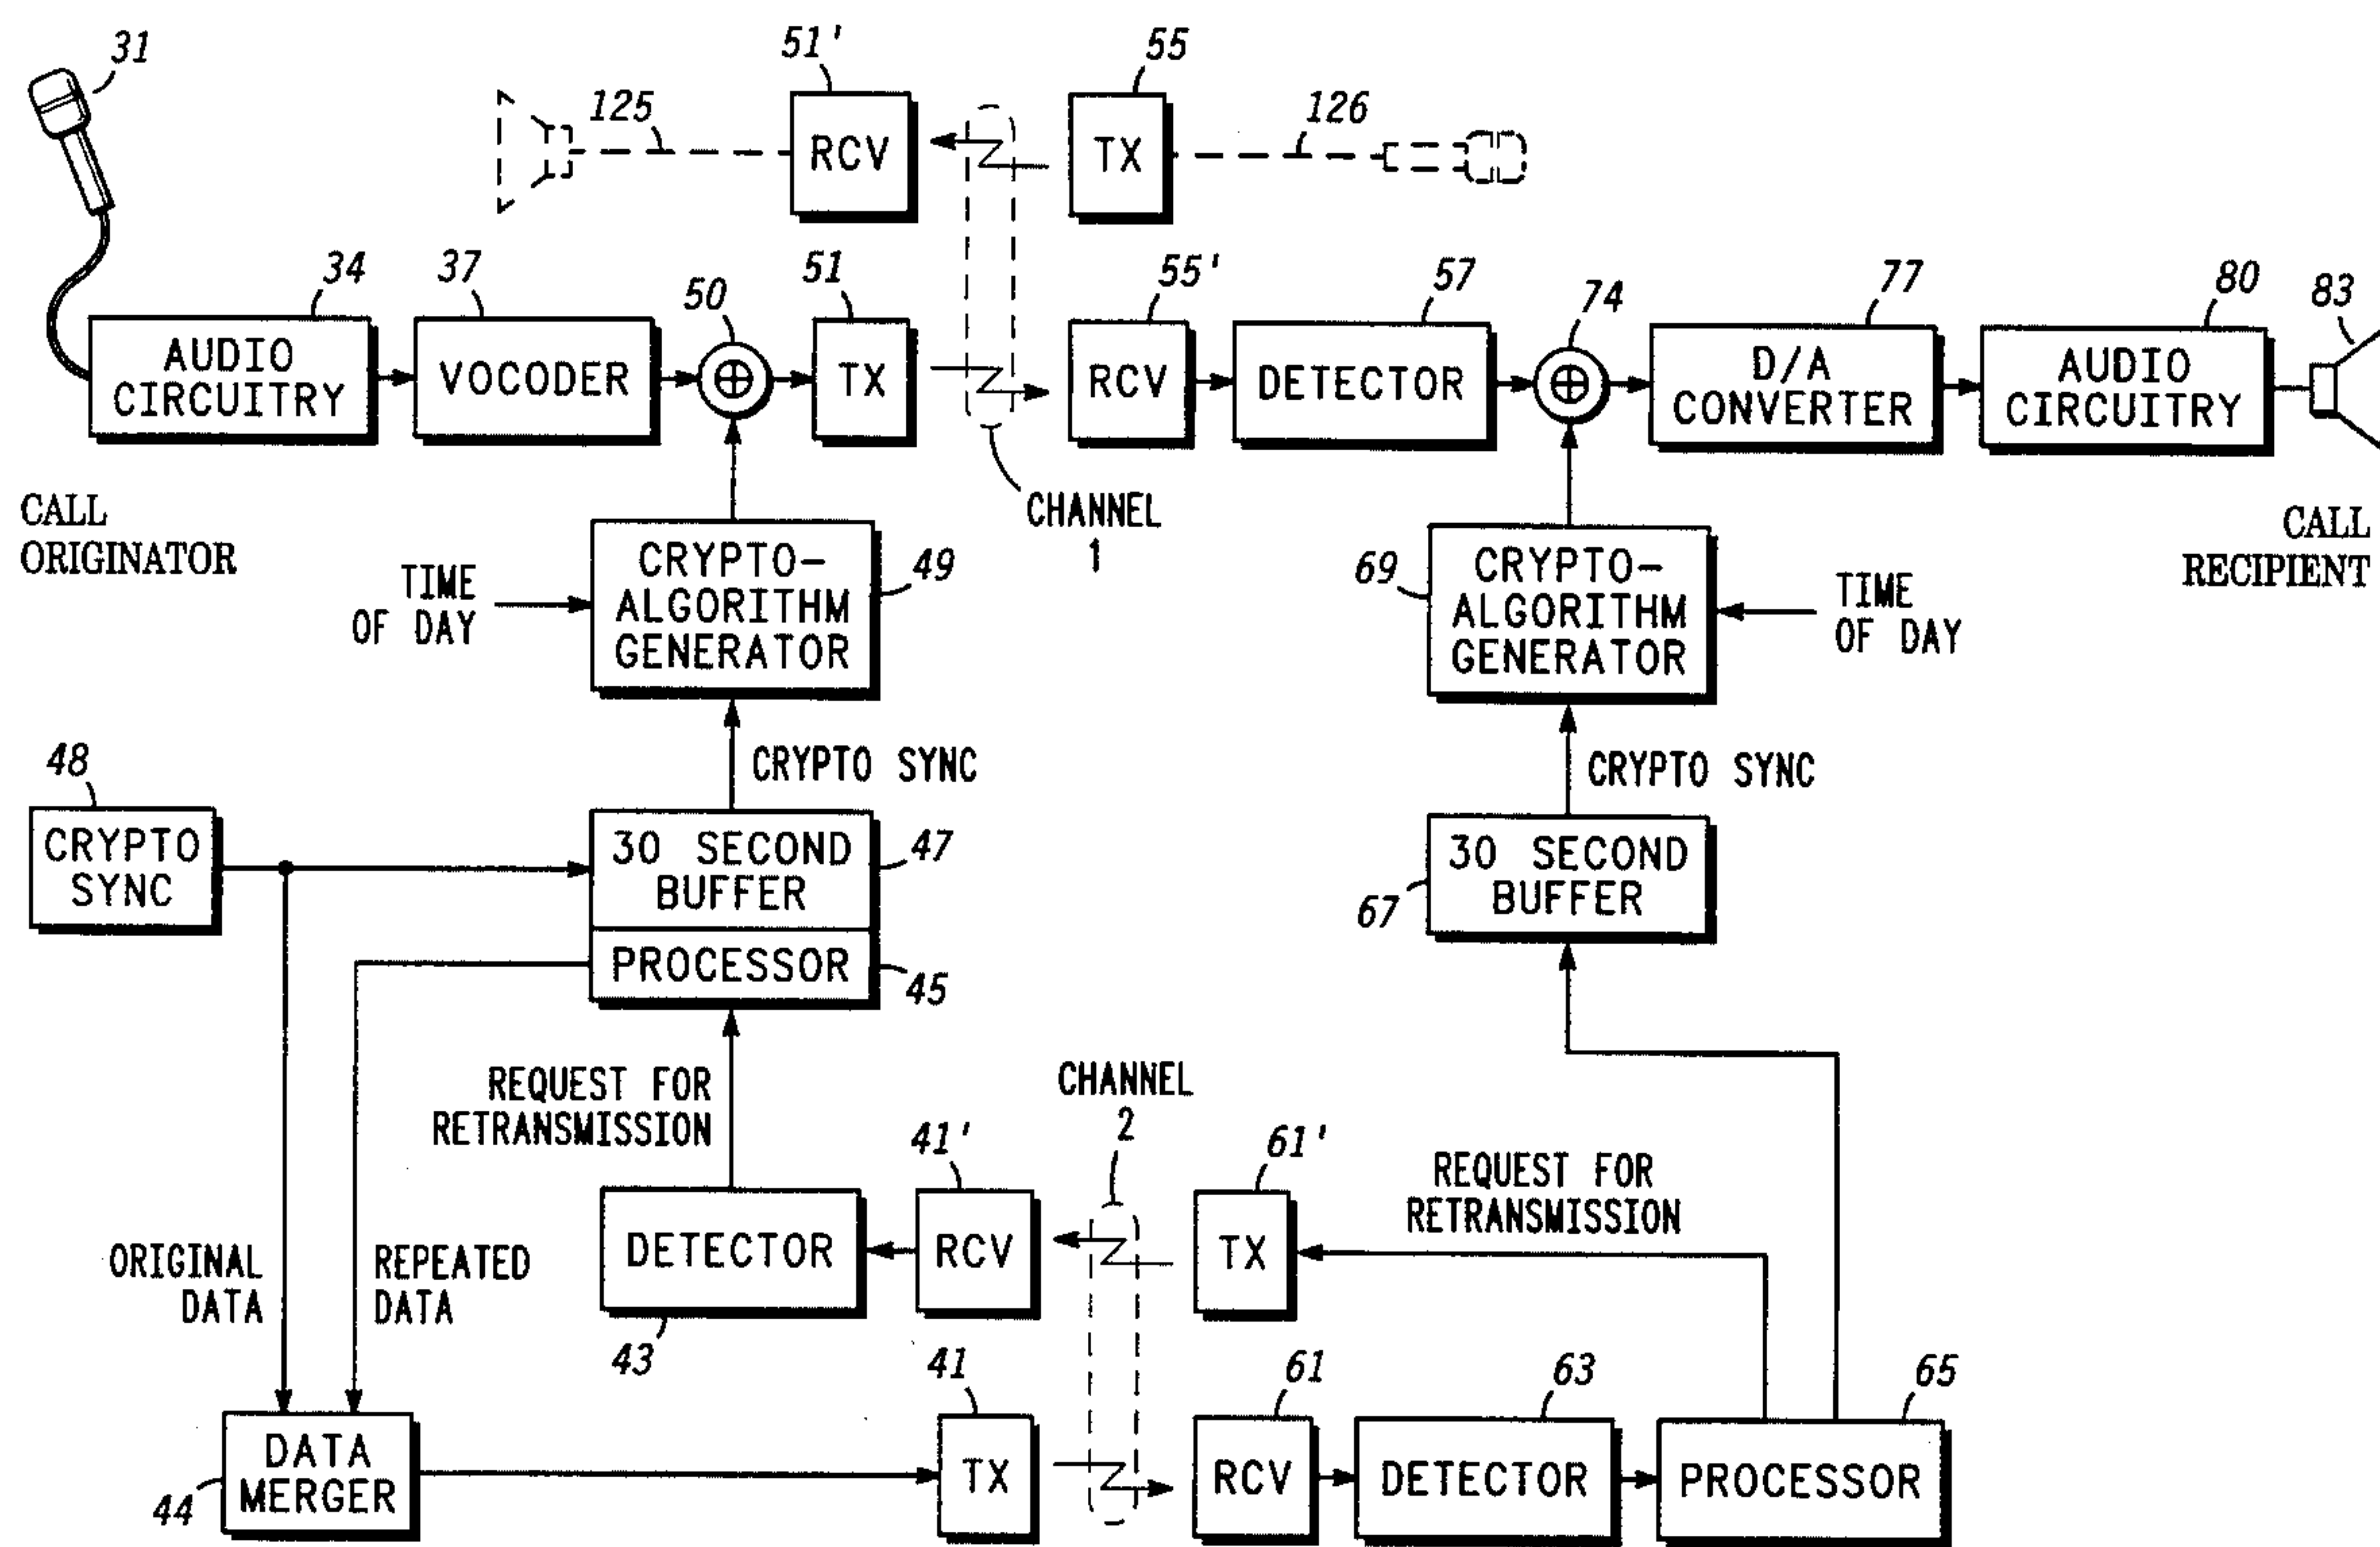 31
51'
55
125
126
RCV
TX
34
37
50
51
55'
57
74
77
80
83
AUDIO
CIRCUITRY
VOCODER
TX
RCV
DETECTOR
D/A
CONVERTER
AUDIO
CIRCUITRY
CALL
ORIGINATOR
CHANNEL
1
CALL
RECIPIENT
TIME
OF DAY
CRYPTO-
ALGORITHM
GENERATOR
49
69
CRYPTO-
ALGORITHM
GENERATOR
TIME
OF DAY
48
CRYPTO SYNC
CRYPTO SYNC
CRYPTO
SYNC
30 SECOND
BUFFER
47
PROCESSOR
45
30 SECOND
BUFFER
67
REQUEST FOR
RETRANSMISSION
CHANNEL
2
41'
61'
REQUEST FOR
RETRANSMISSION
ORIGINAL
DATA
REPEATED
DATA
DETECTOR
43
RCV
TX
41
61
63
65
DATA
MERGER
44
TX
RCV
DETECTOR
PROCESSOR